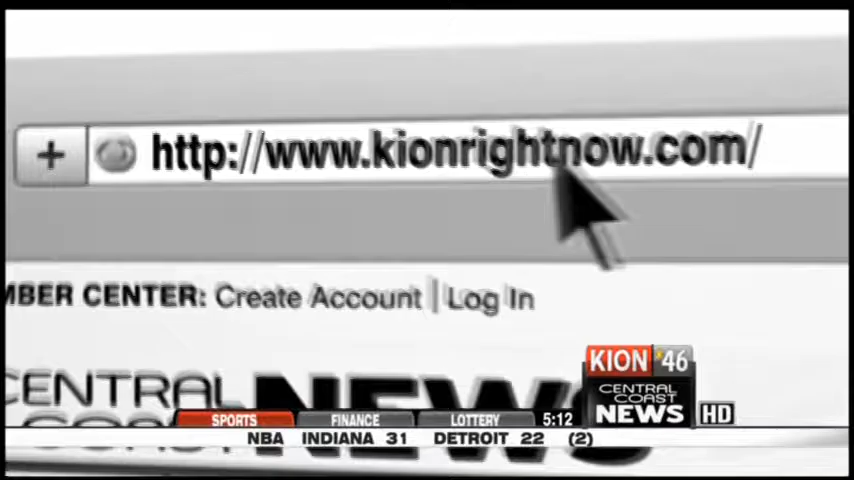 + http://www.kionrightnow.com/
MBER CENTER: Create Account | Log In
CENTRAL COAST NEWS
KION 46
CENTRAL
COAST
NEWS HD
SPORTS FINANCE LOTTERY 5:12
NBA INDIANA 31 DETROIT 22 (2)